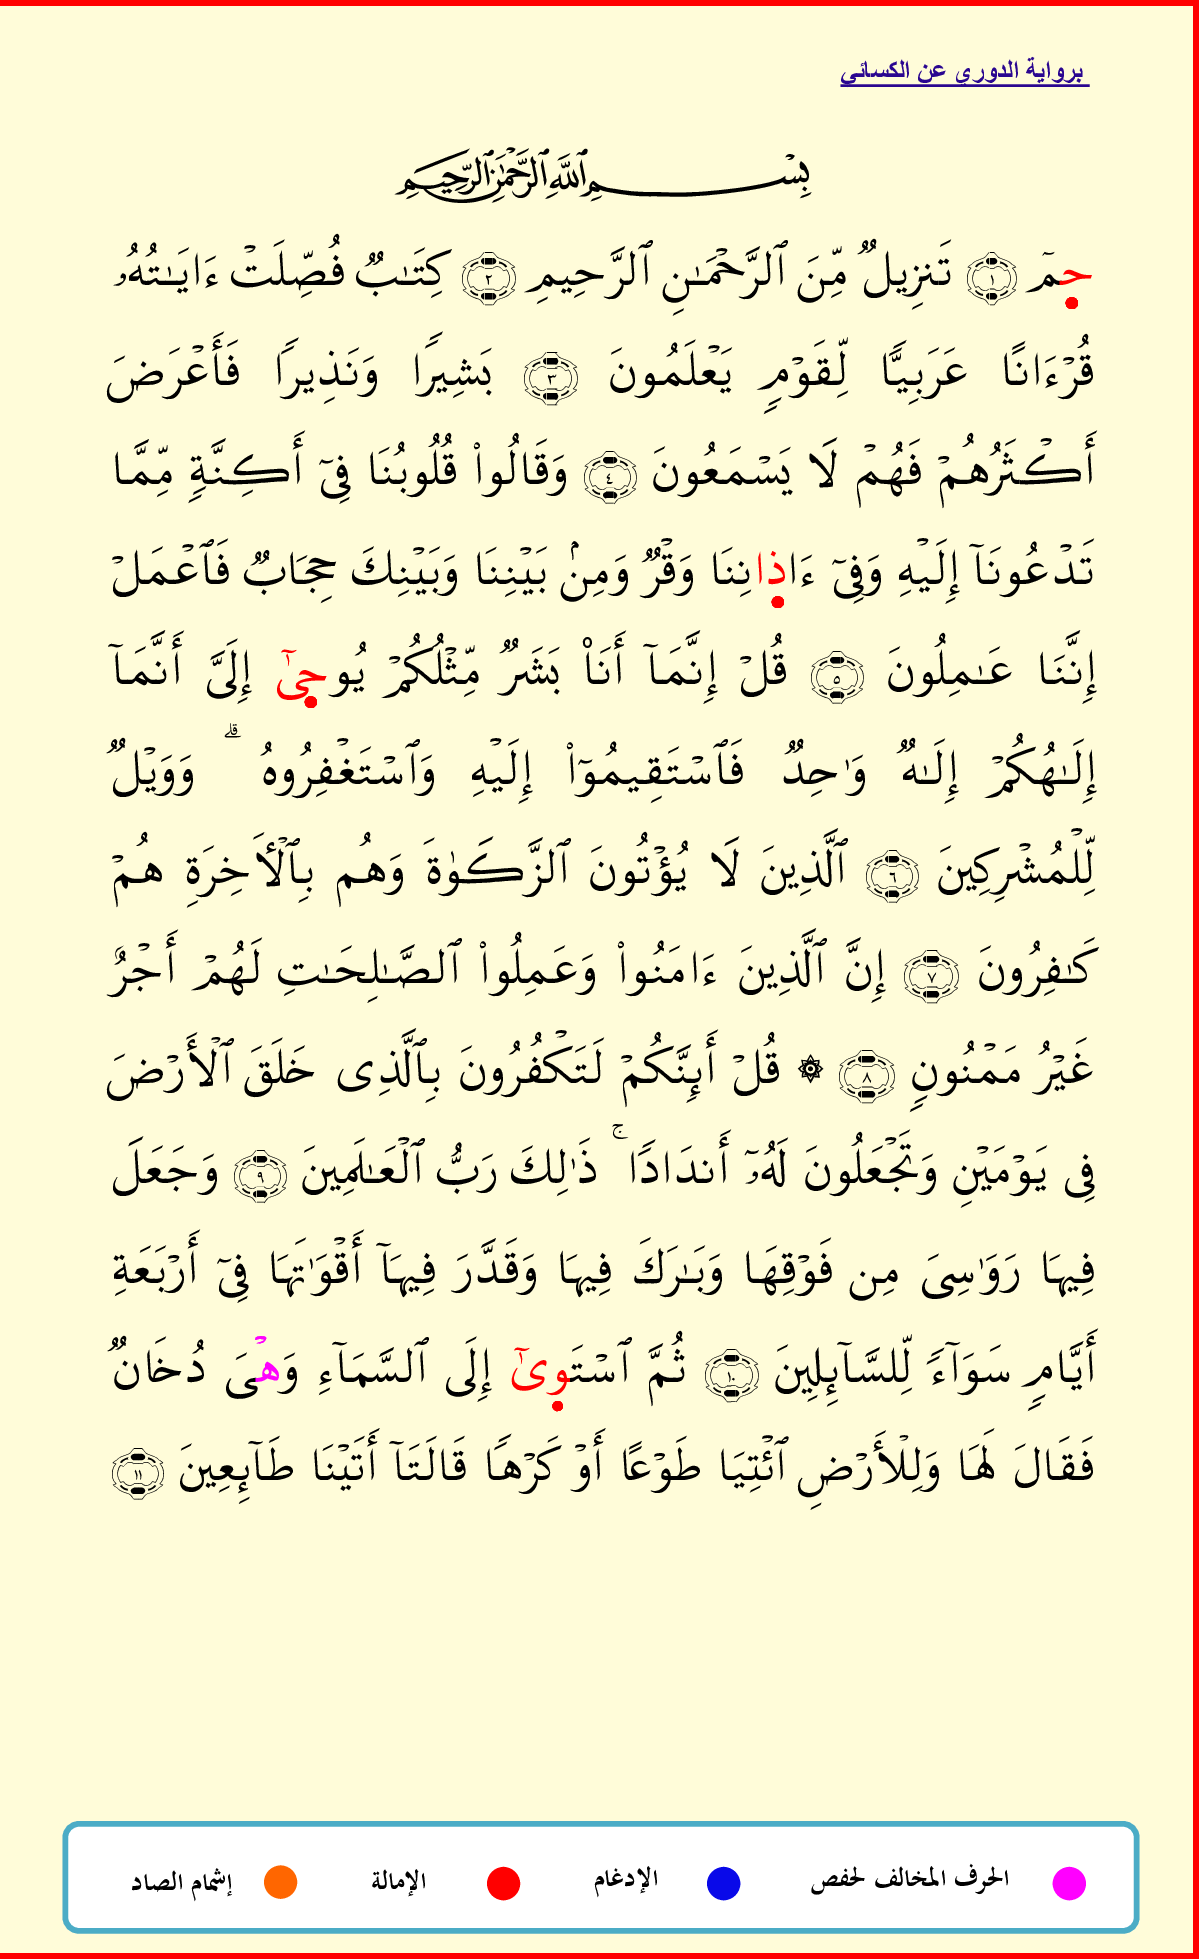 برواية الدوري عن الكسائي
بِسْمِ ٱللَّهِ ٱلرَّحْمَٰنِ ٱلرَّحِيمِ
حمٓ ١ تَنزِيلٌ مِّنَ ٱلرَّحْمَٰنِ ٱلرَّحِيمِ ٢ كِتَٰبٌ فُصِّلَتْ ءَايَٰتُهُۥ
قُرْءَانًا عَرَبِيًّا لِّقَوْمٍ يَعْلَمُونَ ٣ بَشِيرًا وَنَذِيرًا فَأَعْرَضَ
أَكْثَرُهُمْ فَهُمْ لَا يَسْمَعُونَ ٤ وَقَالُوا۟ قُلُوبُنَا فِىٓ أَكِنَّةٍ مِّمَّا
تَدْعُونَآ إِلَيْهِ وَفِىٓ ءَاذَانِنَا وَقْرٌ وَمِنۢ بَيْنِنَا وَبَيْنِكَ حِجَابٌ فَٱعْمَلْ
إِنَّنَا عَٰمِلُونَ ٥ قُلْ إِنَّمَآ أَنَا۠ بَشَرٌ مِّثْلُكُمْ يُوحِىٰٓ إِلَىَّ أَنَّمَآ
إِلَٰهُكُمْ إِلَٰهٌ وَٰحِدٌ فَٱسْتَقِيمُوٓا۟ إِلَيْهِ وَٱسْتَغْفِرُوهُ ۗ وَوَيْلٌ
لِّلْمُشْرِكِينَ ٦ ٱلَّذِينَ لَا يُؤْتُونَ ٱلزَّكَوٰةَ وَهُم بِٱلْأَخِرَةِ هُمْ
كَٰفِرُونَ ٧ إِنَّ ٱلَّذِينَ ءَامَنُوا۟ وَعَمِلُوا۟ ٱلصَّٰلِحَٰتِ لَهُمْ أَجْرٌ
غَيْرُ مَمْنُونٍ ٨ ۞ قُلْ أَئِنَّكُمْ لَتَكْفُرُونَ بِٱلَّذِى خَلَقَ ٱلْأَرْضَ
فِى يَوْمَيْنِ وَتَجْعَلُونَ لَهُۥٓ أَندَادًا ۚ ذَٰلِكَ رَبُّ ٱلْعَٰلَمِينَ ٩ وَجَعَلَ
فِيهَا رَوَٰسِىَ مِن فَوْقِهَا وَبَٰرَكَ فِيهَا وَقَدَّرَ فِيهَآ أَقْوَٰتَهَا فِىٓ أَرْبَعَةِ
أَيَّامٍ سَوَآءً لِّلسَّآئِلِينَ ١٠ ثُمَّ ٱسْتَوِىٰٓ إِلَى ٱلسَّمَآءِ وَهْىَ دُخَانٌ
فَقَالَ لَهَا وَلِلْأَرْضِ ٱئْتِيَا طَوْعًا أَوْ كَرْهًا قَالَتَآ أَتَيْنَا طَآئِعِينَ ١١
الحرف المخالف لحفص الإدغام الإمالة إشمام الصاد